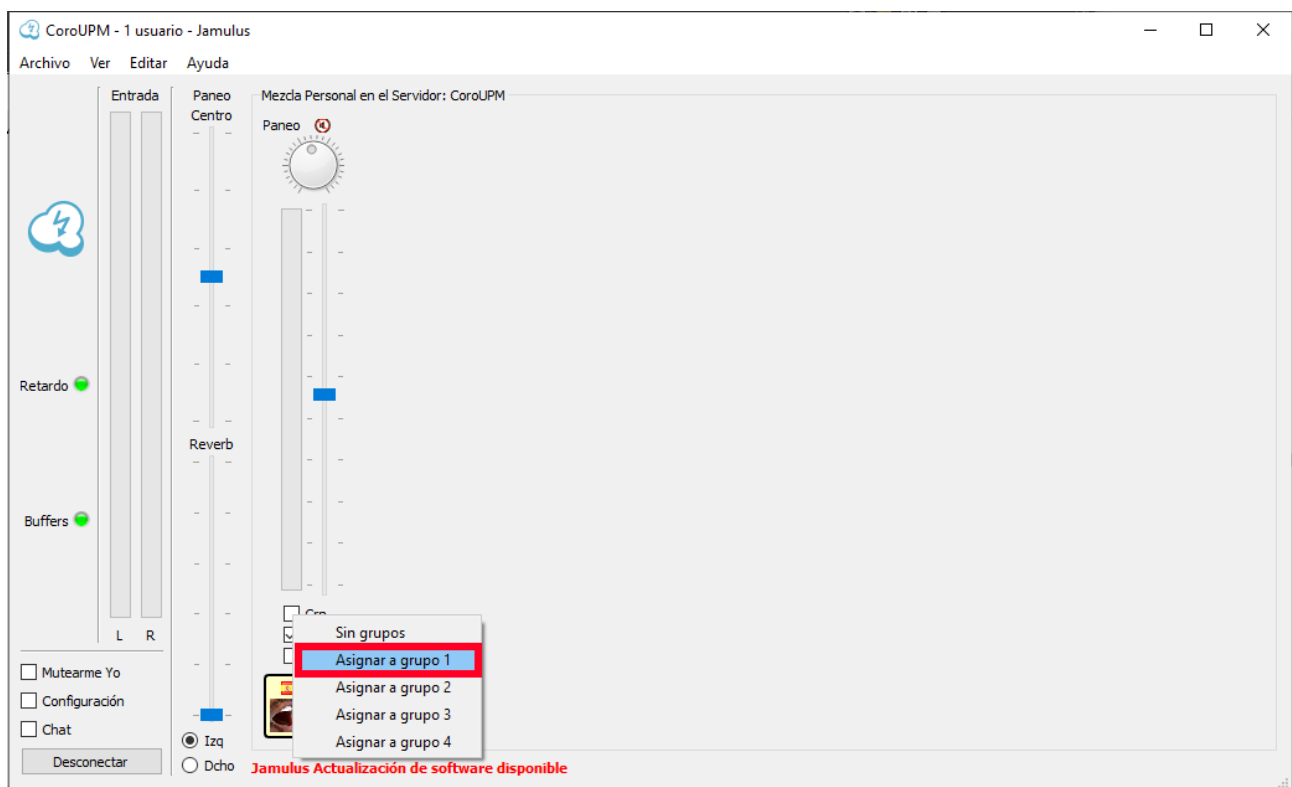 CoroUPM - 1 usuario - Jamulus
Archivo Ver Editar Ayuda
Entrada
L R
Retardo
Buffers
Mutearme Yo
Configuración
Chat
Desconectar
Paneo
Centro
Reverb
Izq
Dcho
Mezcla Personal en el Servidor: CoroUPM
Paneo
Grp
Sin grupos
Asignar a grupo 1
Asignar a grupo 2
Asignar a grupo 3
Asignar a grupo 4
Jamulus Actualización de software disponible